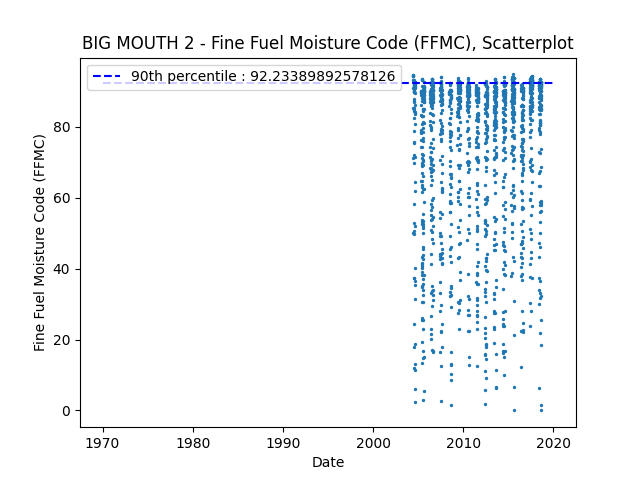 BIG MOUTH 2 - Fine Fuel Moisture Code (FFMC), Scatterplot
90th percentile : 92.23389892578126
80
60
40
20
0
Fine Fuel Moisture Code (FFMC)
1970 1980 1990 2000 2010 2020
Date